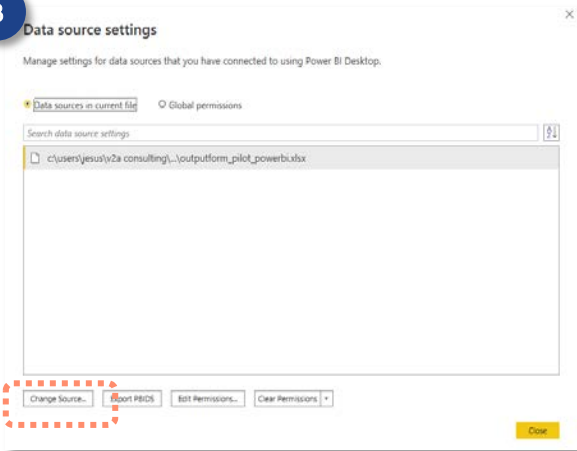 3
Data source settings
Manage settings for data sources that you have connected to using Power BI Desktop.
Data sources in current file Global permissions
Search data source settings
c:\users\jesus\v2a consulting\...\outputform_pilot_powerbi.xlsx
Change Source... Export PBIDS Edit Permissions... Clear Permissions
Close